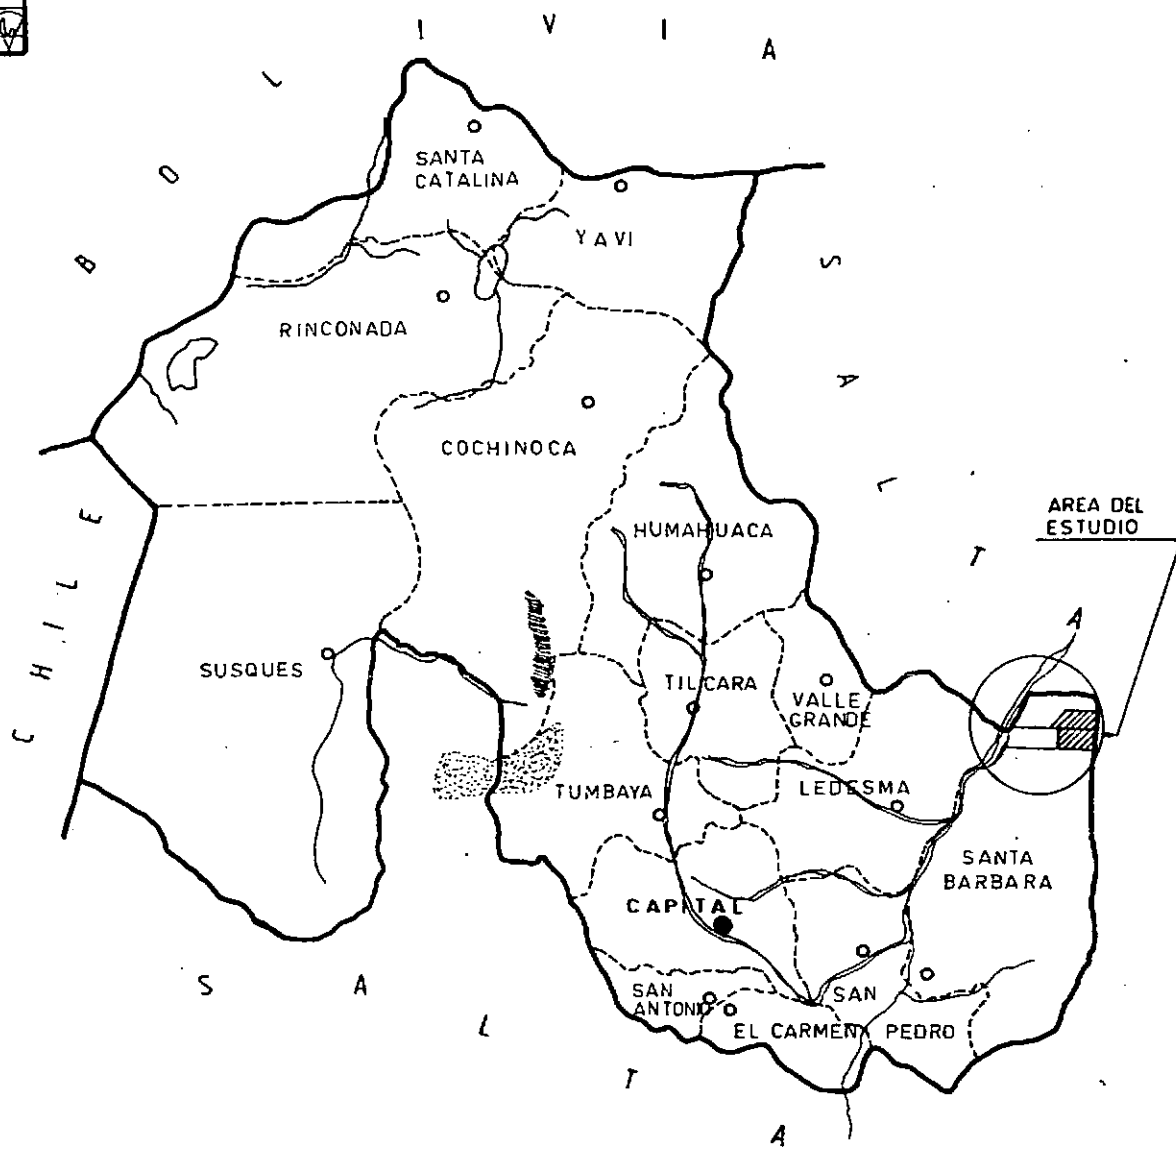 B O L I V I A
SANTA
CATALINA
YAVI
RINCONADA
COCHINOCA
S A L T A
HUMAHUACA
AREA DEL
ESTUDIO
C H I L E
SUSQUES
TILCARA
VALLE
GRANDE
TUMBAYA
LEDESMA
SANTA
BARBARA
CAPITAL
SAN
ANTONIO
SAN
PEDRO
EL CARMEN
S A L T A